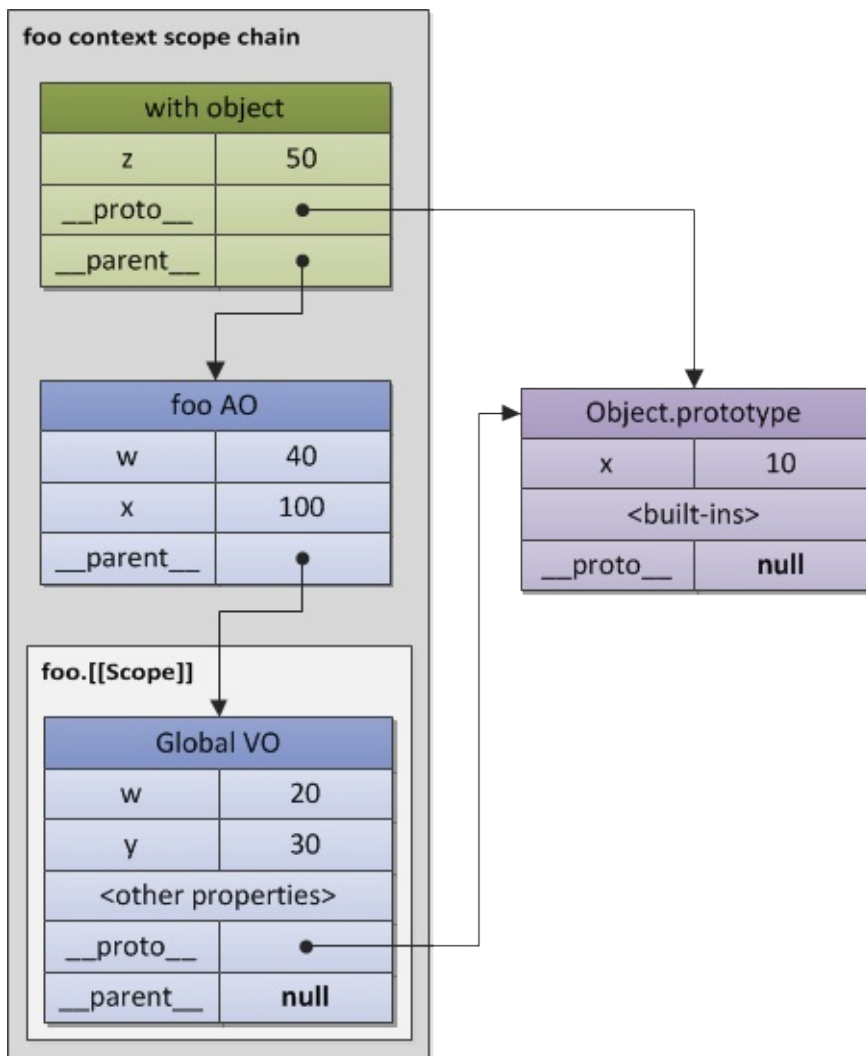 foo context scope chain
with object
z 50
__proto__
__parent__
foo AO
w 40
x 100
__parent__
Object.prototype
x 10
<built-ins>
__proto__ null
foo.[[Scope]]
Global VO
w 20
y 30
<other properties>
__proto__
__parent__ null